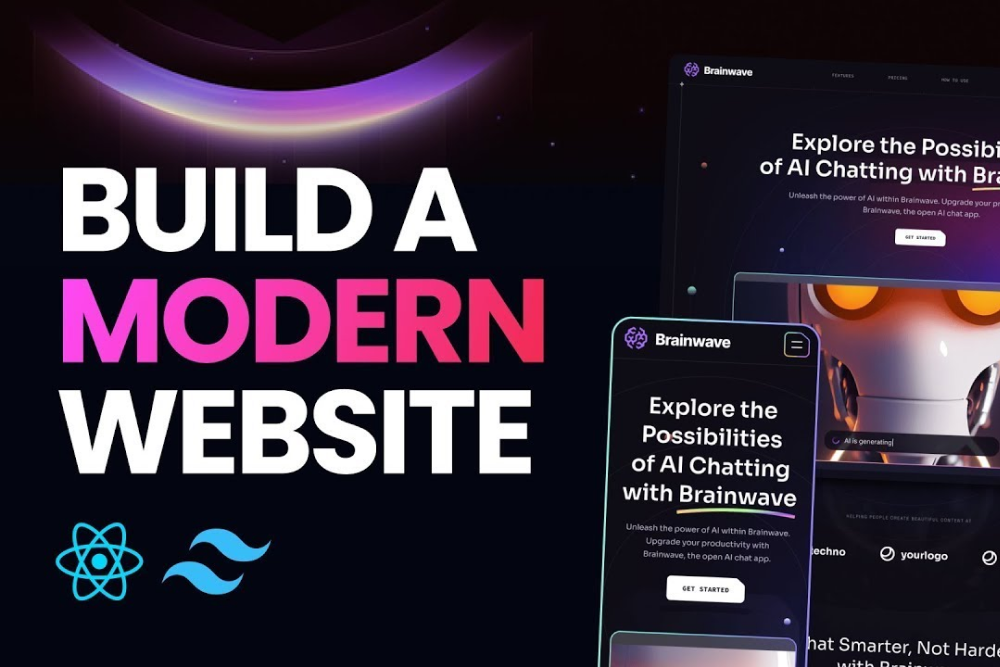 BUILD A
MODERN
WEBSITE
Brainwave
FEATURES
PRICING
HOW TO USE
Explore the Possibi
of AI Chatting with Bra
Unleash the power of AI within Brainwave. Upgrade your pro
Brainwave, the open AI chat app.
GET STARTED
AI is generating|
HELPING PEOPLE CREATE BEAUTIFUL CONTENT AT
techno
yourlogo
hat Smarter, Not Harde
with Brain
Brainwave
Explore the
Possibilities
of AI Chatting
with Brainwave
Unleash the power of AI within Brainwave.
Upgrade your productivity with
Brainwave, the open AI chat app.
GET STARTED